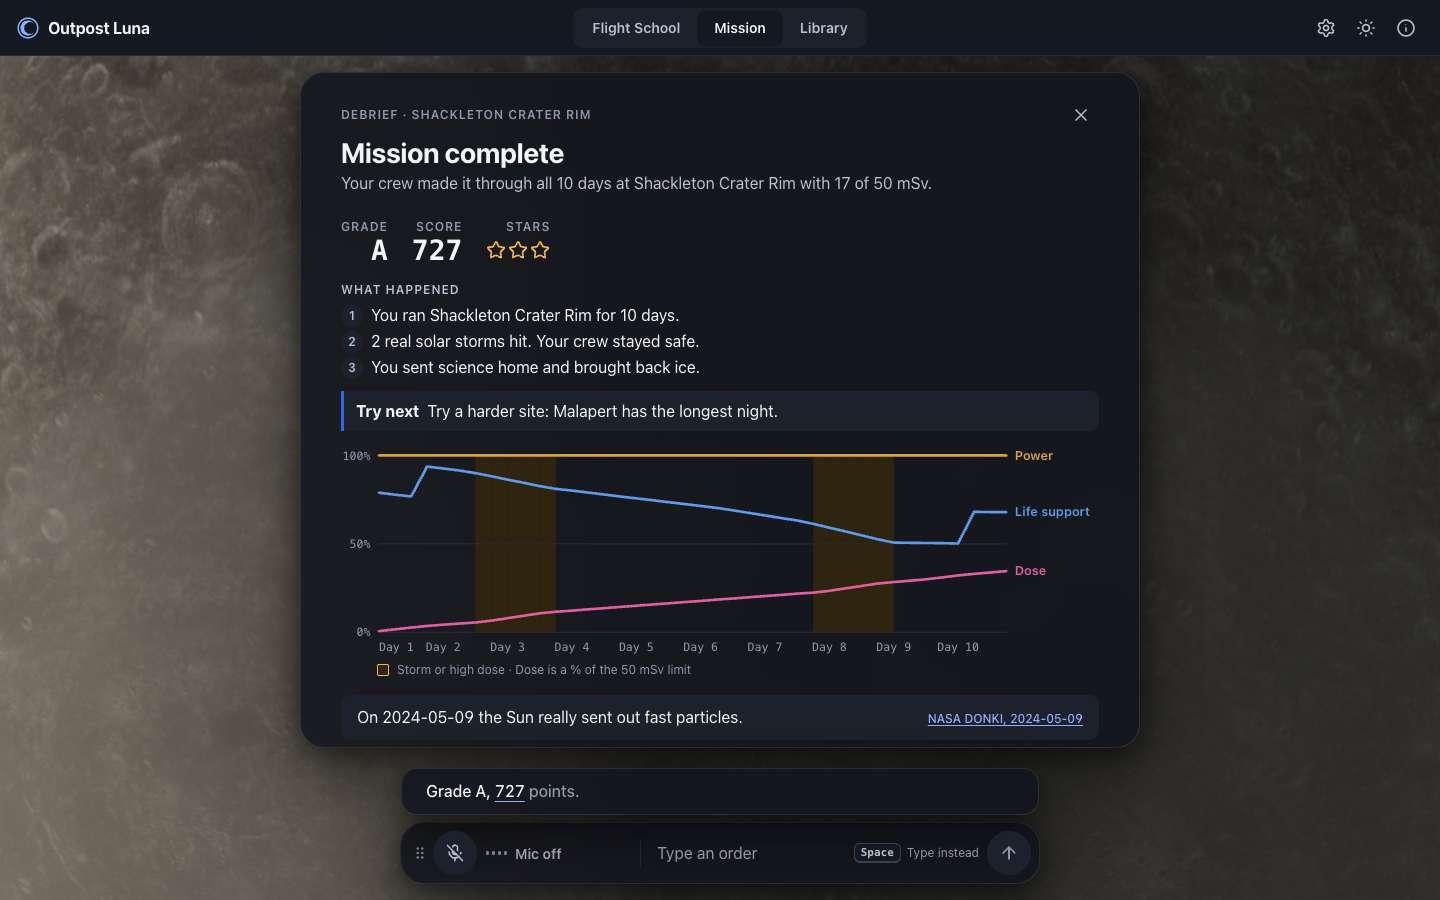 Outpost Luna
Flight School
Mission
Library
DEBRIEF · SHACKLETON CRATER RIM
Mission complete
Your crew made it through all 10 days at Shackleton Crater Rim with 17 of 50 mSv.
GRADE SCORE STARS
A 727
WHAT HAPPENED
1 You ran Shackleton Crater Rim for 10 days.
2 2 real solar storms hit. Your crew stayed safe.
3 You sent science home and brought back ice.
Try next Try a harder site: Malapert has the longest night.
100%
Power
Life support
50%
Dose
0%
Day 1 Day 2 Day 3 Day 4 Day 5 Day 6 Day 7 Day 8 Day 9 Day 10
Storm or high dose · Dose is a % of the 50 mSv limit
On 2024-05-09 the Sun really sent out fast particles. NASA DONKI, 2024-05-09
Grade A, 727 points.
Mic off
Type an order
Space Type instead